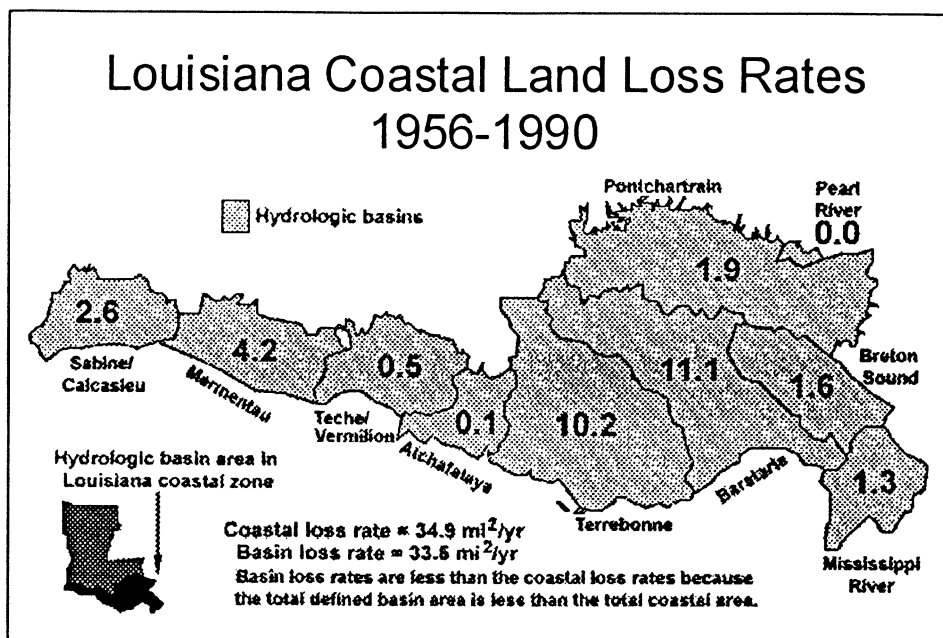 Louisiana Coastal Land Loss Rates
1956-1990
Hydrologic basins
Pontchartrain
Pearl
River
0.0
1.9
2.6
4.2
0.5
0.1
10.2
11.1
1.6
1.3
Sabine/
Calcasieu
Mermentau
Teche/
Vermilion
Atchafalaya
Terrebonne
Barataria
Breton
Sound
Mississippi
River
Hydrologic basin area in
Louisiana coastal zone
Coastal loss rate = 34.9 mi²/yr
Basin loss rate = 33.5 mi²/yr
Basin loss rates are less than the coastal loss rates because
the total defined basin area is less than the total coastal area.